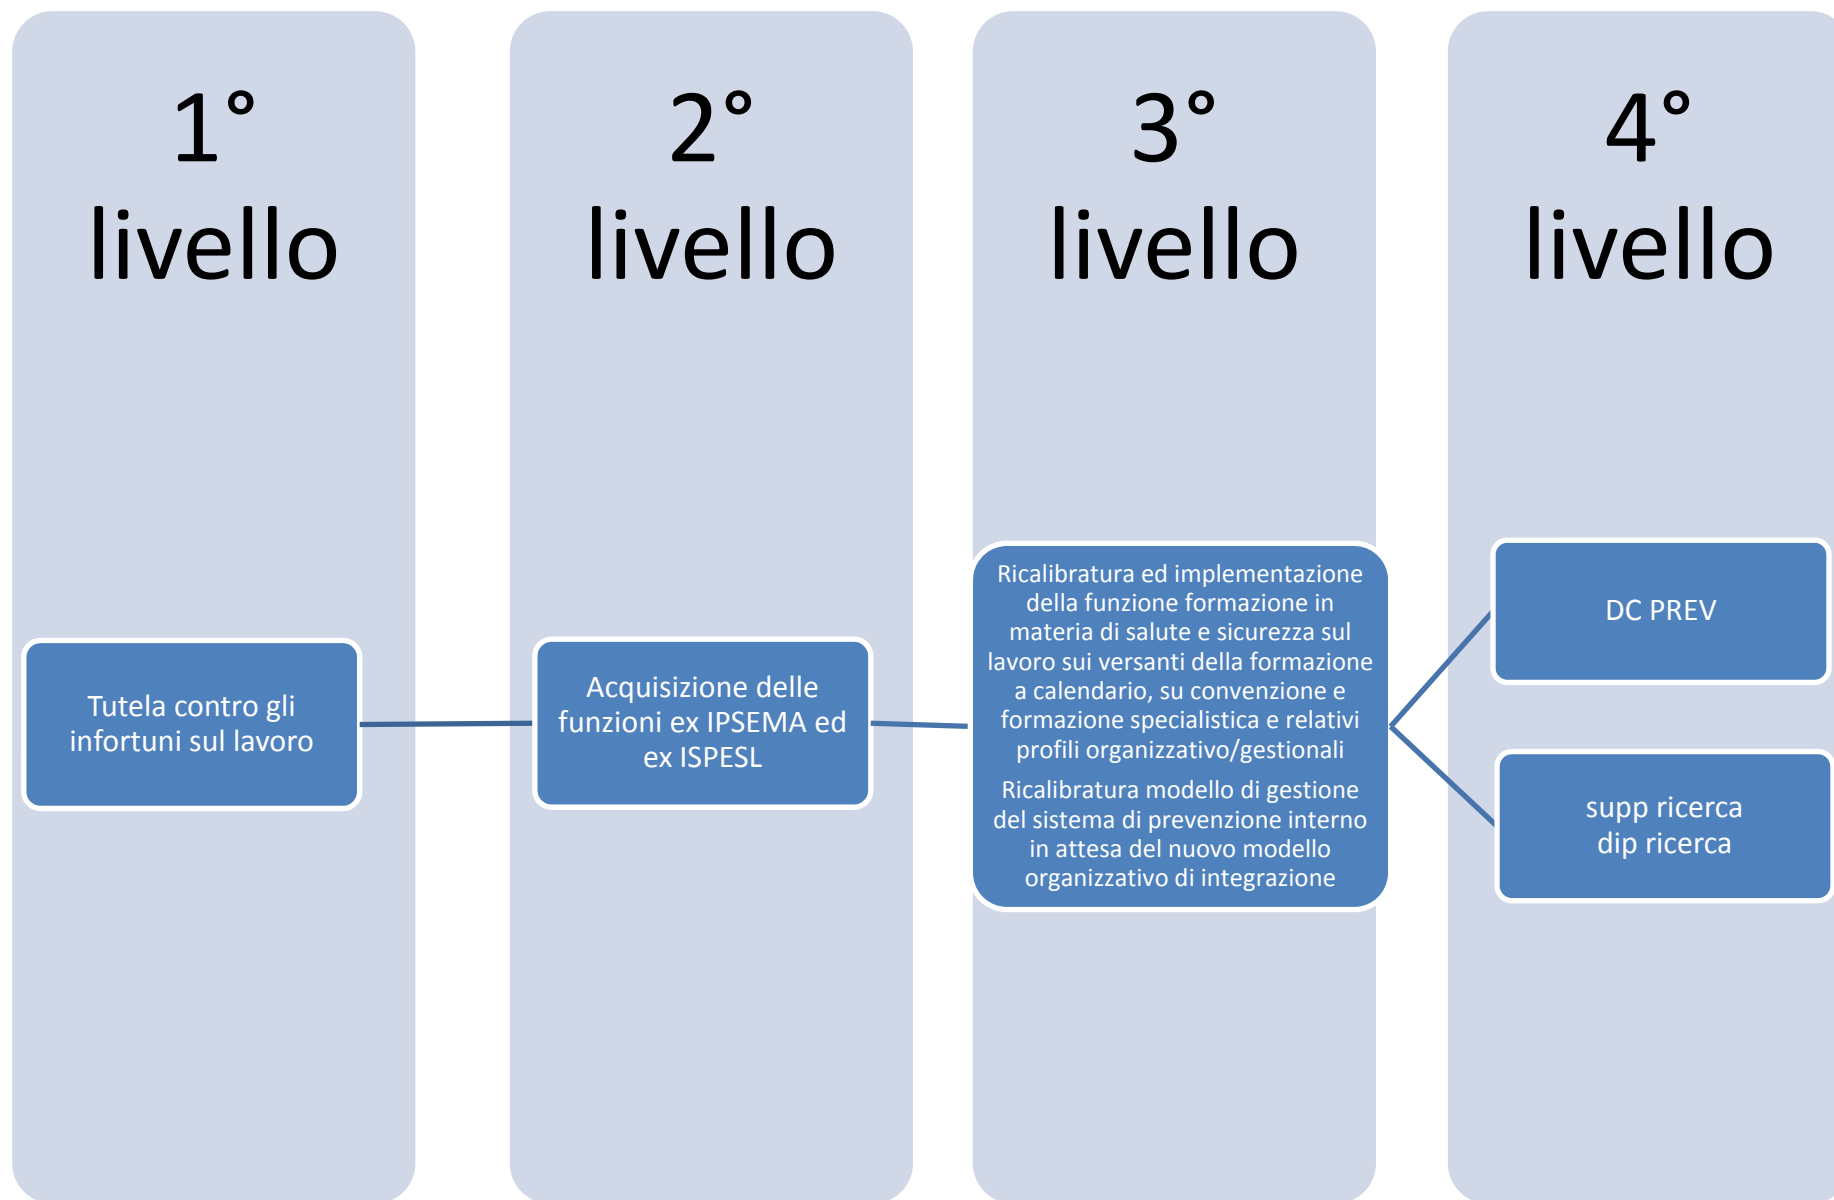 1°
livello
2°
livello
3°
livello
4°
livello
Tutela contro gli
infortuni sul lavoro
Acquisizione delle
funzioni ex IPSEMA ed
ex ISPESL
Ricalibratura ed implementazione
della funzione formazione in
materia di salute e sicurezza sul
lavoro sui versanti della formazione
a calendario, su convenzione e
formazione specialistica e relativi
profili organizzativo/gestionali
Ricalibratura modello di gestione
del sistema di prevenzione interno
in attesa del nuovo modello
organizzativo di integrazione
DC PREV
supp ricerca
dip ricerca